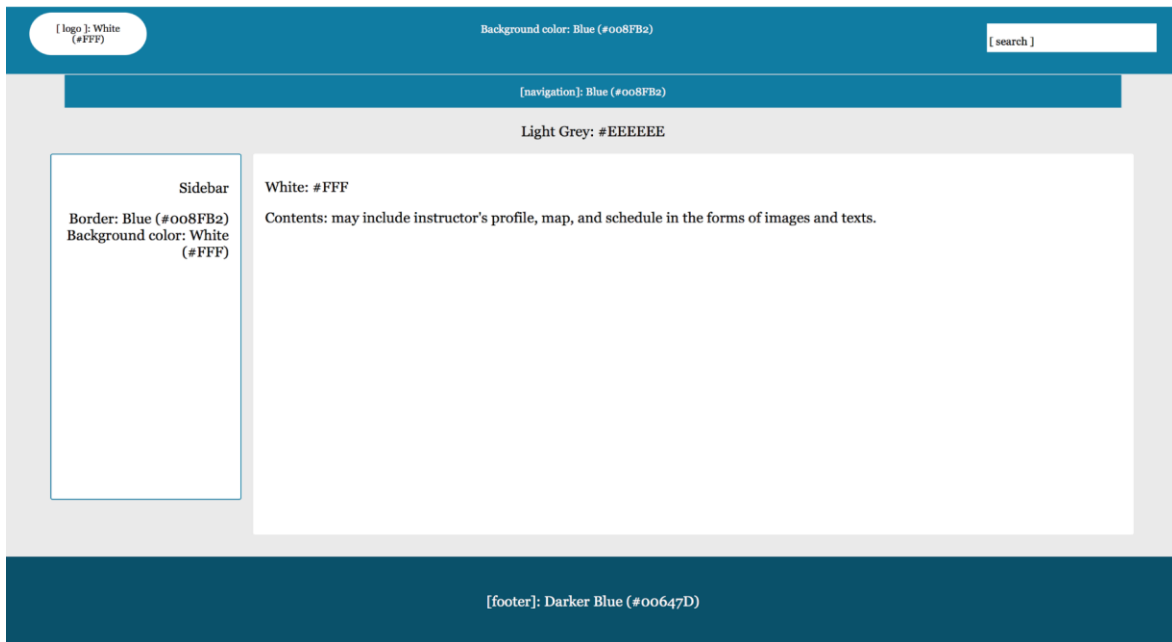 [ logo ]: White
(#FFF)
Background color: Blue (#008FB2)
[ search ]
[navigation]: Blue (#008FB2)
Light Grey: #EEEEEE
Sidebar
Border: Blue (#008FB2)
Background color: White
(#FFF)
White: #FFF
Contents: may include instructor's profile, map, and schedule in the forms of images and texts.
[footer]: Darker Blue (#00647D)